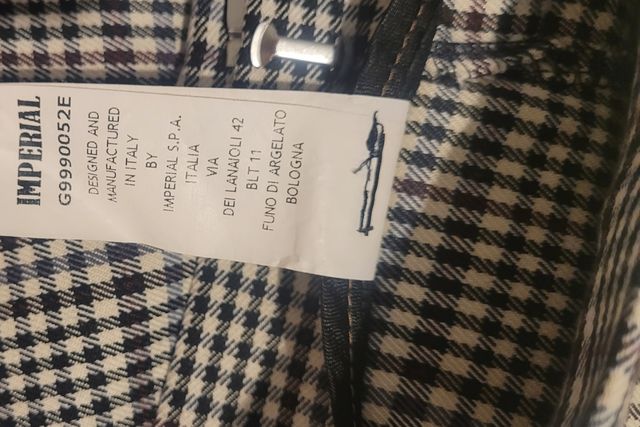 IMPERIAL
G9990052E
DESIGNED AND
MANUFACTURED
IN ITALY
BY
IMPERIAL S.P.A.
ITALIA
VIA
DEI LANAIOLI 42
BLT 11
FUNO DI ARGELATO
BOLOGNA